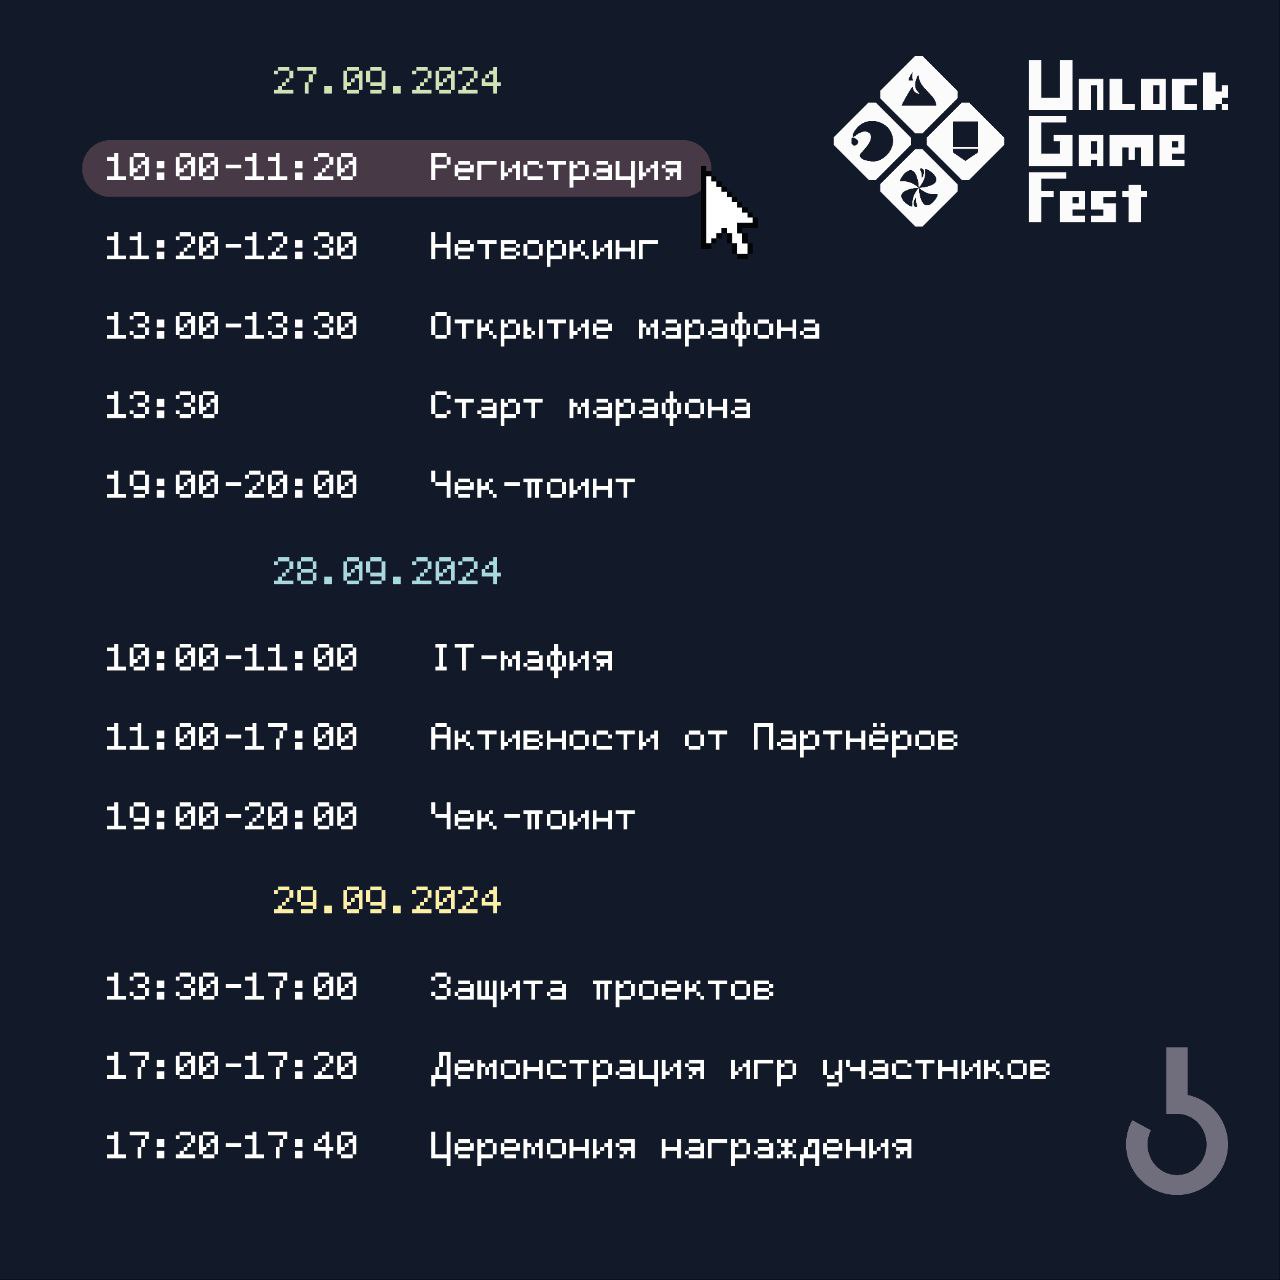 27.09.2024
Unlock
Game
Fest
10:00-11:20 Регистрация
11:20-12:30 Нетворкинг
13:00-13:30 Открытие марафона
13:30 Старт марафона
19:00-20:00 Чек-поинт
28.09.2024
10:00-11:00 IT-мафия
11:00-17:00 Активности от Партнёров
19:00-20:00 Чек-поинт
29.09.2024
13:30-17:00 Защита проектов
17:00-17:20 Демонстрация игр участников
17:20-17:40 Церемония награждения